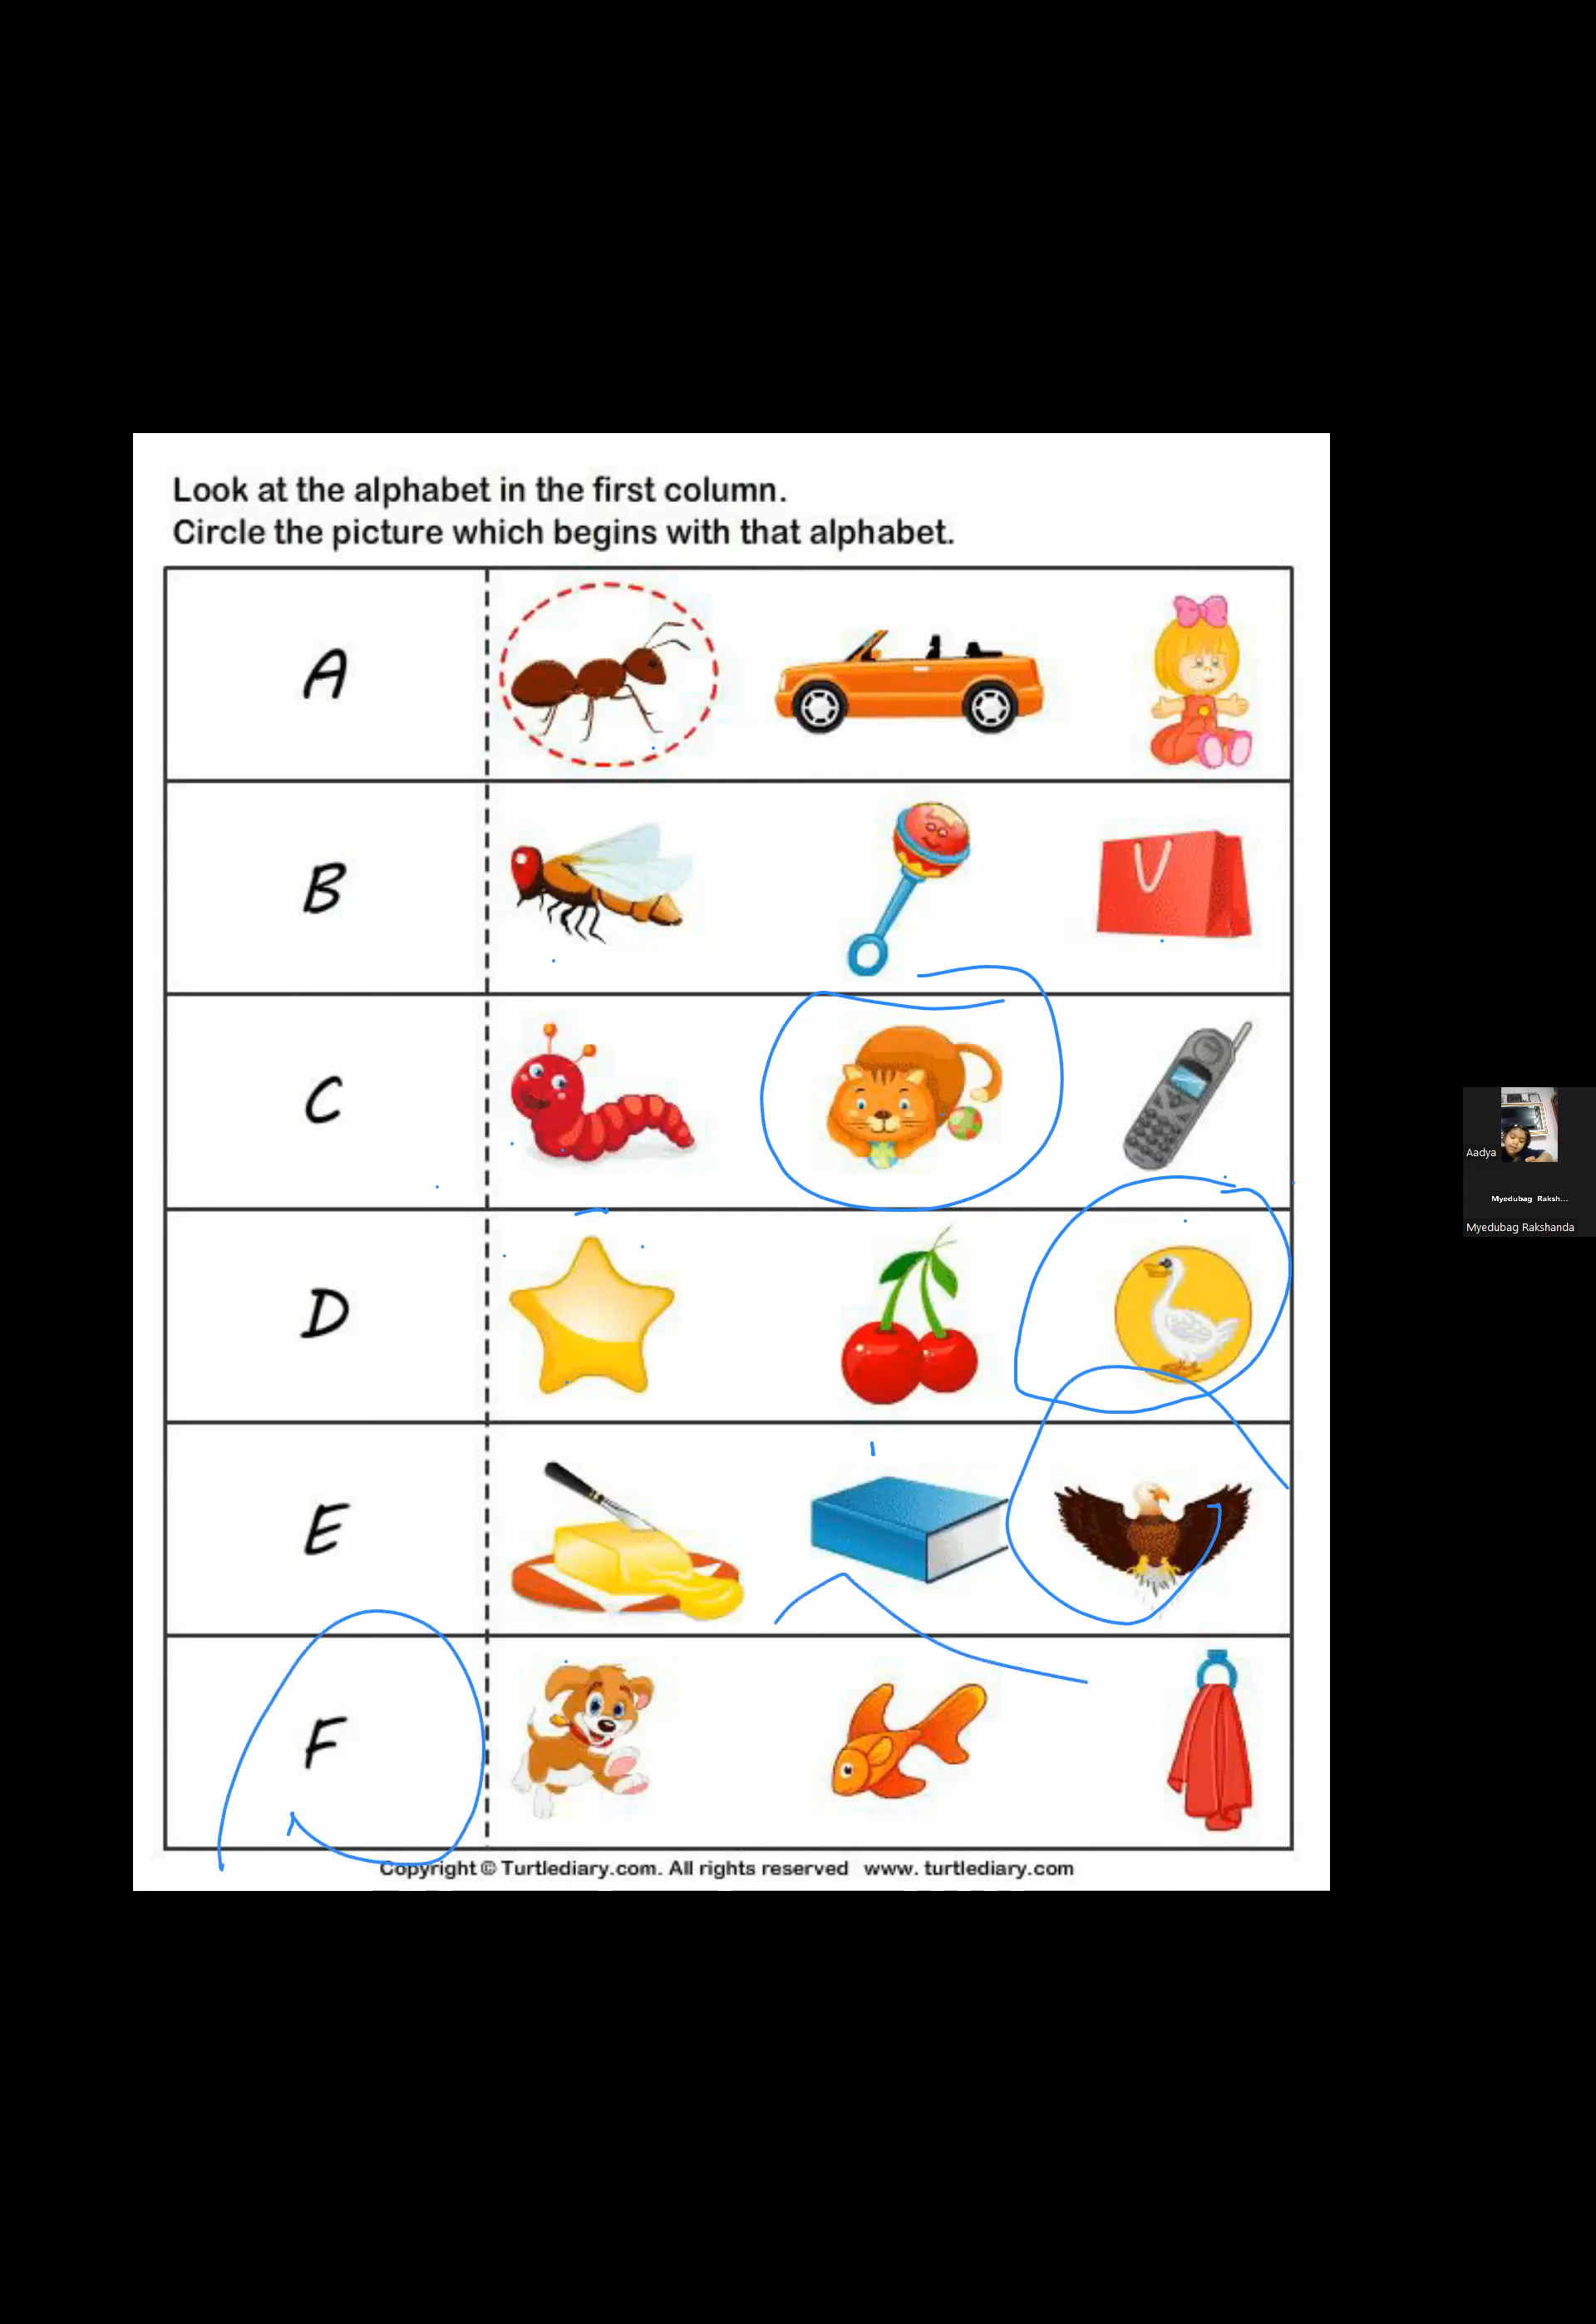 Look at the alphabet in the first column.
Circle the picture which begins with that alphabet.
A
B
C
Aadya
Myedubag Raksh...
Myedubag Rakshanda
D
E
F
Copyright © Turtlediary.com. All rights reserved www. turtlediary.com